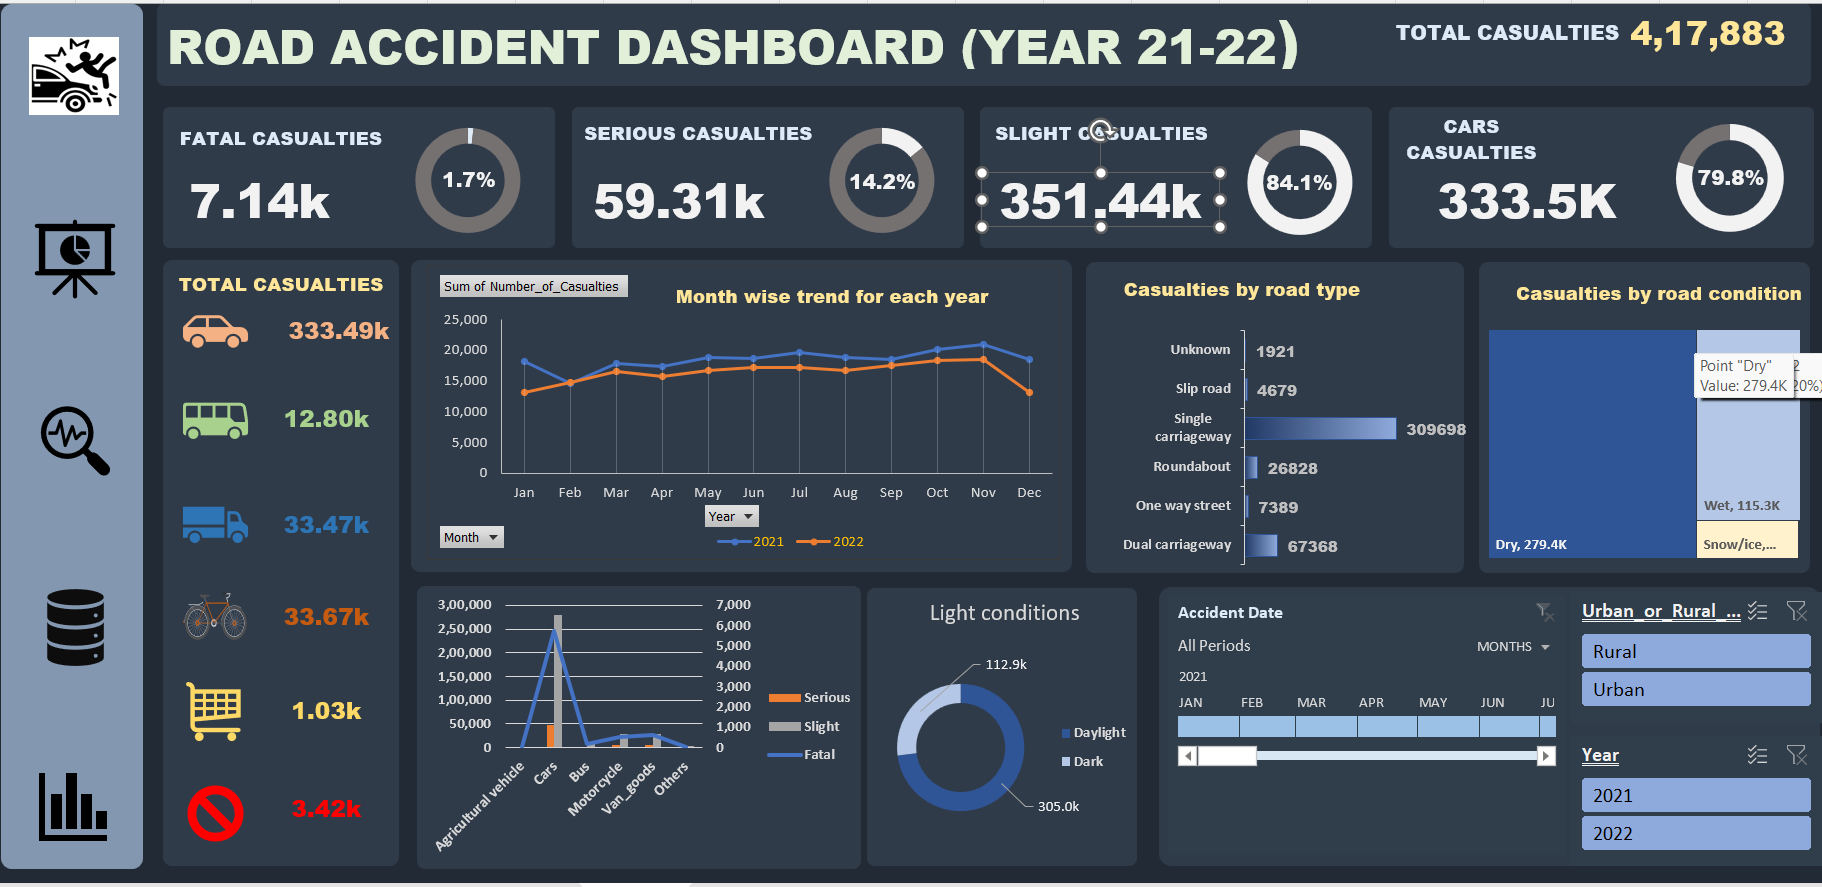 ROAD ACCIDENT DASHBOARD (YEAR 21-22)
TOTAL CASUALTIES 4,17,883
FATAL CASUALTIES
7.14k
1.7%
SERIOUS CASUALTIES
59.31k
14.2%
SLIGHT CASUALTIES
351.44k
84.1%
CARS
CASUALTIES
333.5K
79.8%
TOTAL CASUALTIES
333.49k
12.80k
33.47k
33.67k
1.03k
3.42k
Sum of Number_of_Casualties
Month wise trend for each year
25,000
20,000
15,000
10,000
5,000
0
Jan Feb Mar Apr May Jun Jul Aug Sep Oct Nov Dec
Year
Month
2021 2022
Casualties by road type
Unknown 1921
Slip road 4679
Single
carriageway 309698
Roundabout 26828
One way street 7389
Dual carriageway 67368
Casualties by road condition
Point "Dry" 2
Value: 279.4K 20%)
Wet, 115.3K
Dry, 279.4K
Snow/ice,...
3,00,000
2,50,000
2,00,000
1,50,000
1,00,000
50,000
0
7,000
6,000
5,000
4,000
3,000
2,000
1,000
0
Agricultural vehicle
Cars
Bus
Motorcycle
Van_goods
Others
Serious
Slight
Fatal
Light conditions
112.9k
305.0k
Daylight
Dark
Accident Date
All Periods MONTHS
2021
JAN FEB MAR APR MAY JUN JU
Urban_or_Rural_...
Rural
Urban
Year
2021
2022